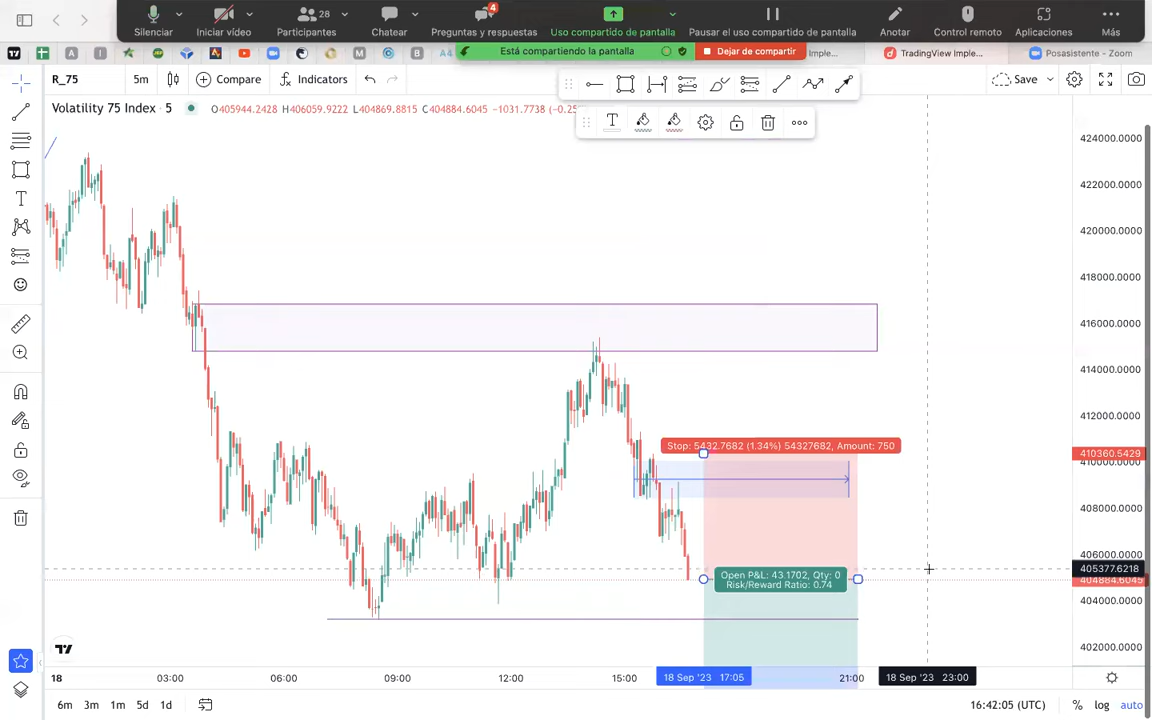 28
4
Silenciar
Iniciar vídeo
Participantes
Chatear
Preguntas y respuestas
Uso compartido de pantalla
Pausar el uso compartido de pantalla
Anotar
Control remoto
Aplicaciones
Más
Está compartiendo la pantalla
Dejar de compartir
TradingView Imple...
Posasistente - Zoom
R_75
5m
Compare
Indicators
Save
Volatility 75 Index · 5
O405944.2428 H406059.9222 L404869.8815 C404884.6045 −1031.7738
424000.0000
422000.0000
420000.0000
418000.0000
416000.0000
414000.0000
412000.0000
410360.5429
410000.0000
408000.0000
406000.0000
405377.6218
404884.6045
404000.0000
402000.0000
Stop: 5432.7682 (1.34%) 54327682, Amount: 750
Open P&L: 43.1702, Qty: 0
Risk/Reward Ratio: 0.74
18
03:00
06:00
09:00
12:00
15:00
18 Sep '23 17:05
21:00
18 Sep '23 23:00
6m
3m
1m
5d
1d
16:42:05 (UTC)
%
log
auto